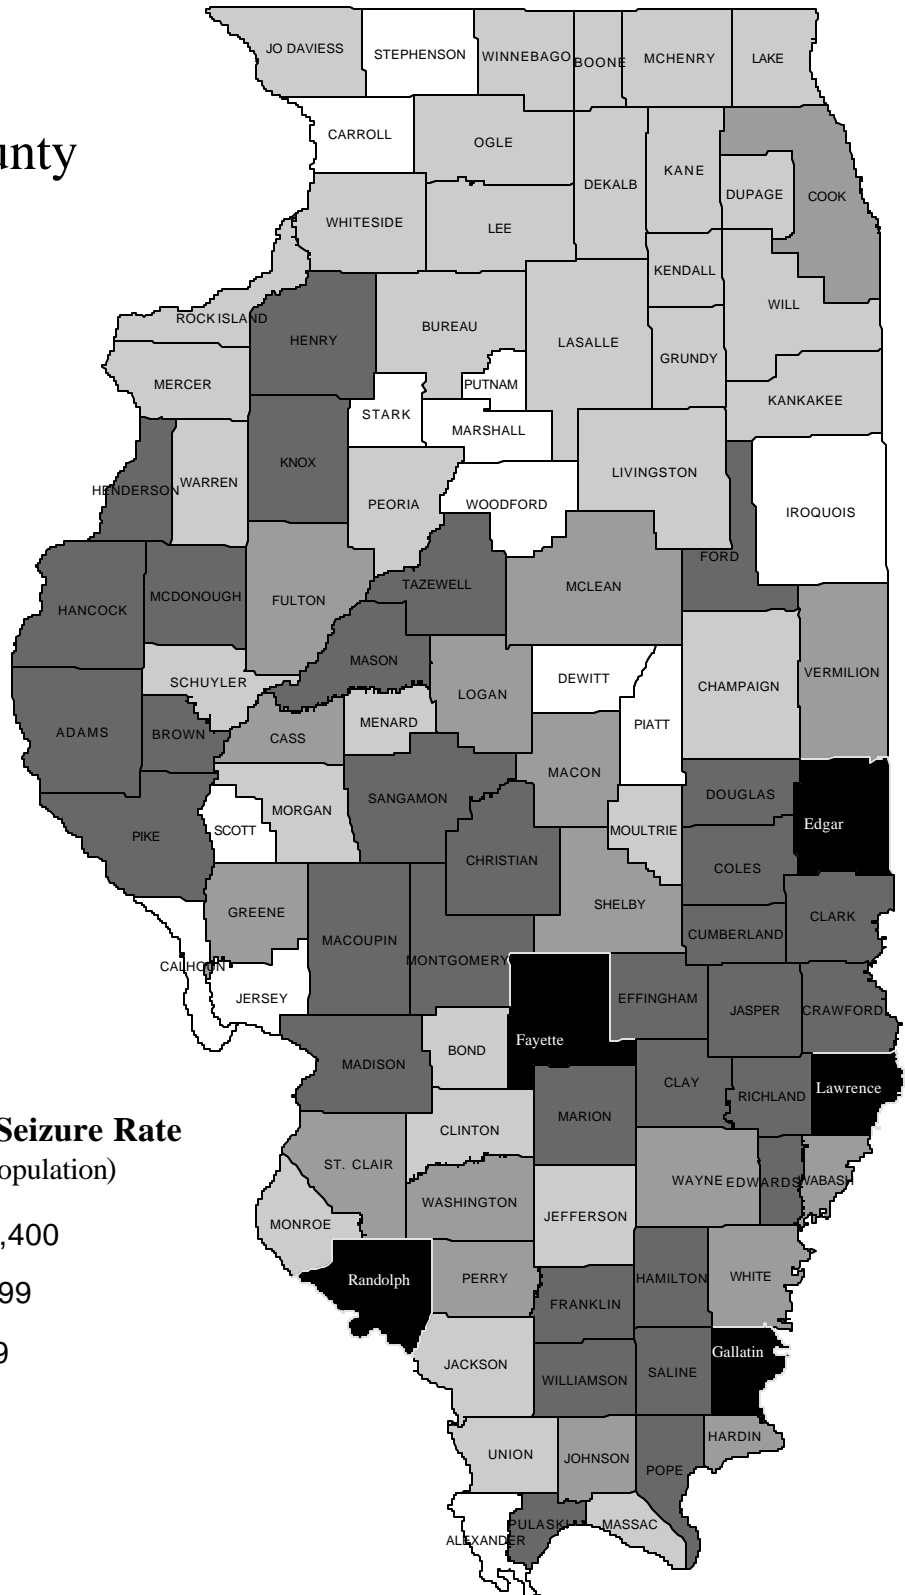 JO DAVIESS
STEPHENSON
WINNEBAGO
BOONE
MCHENRY
LAKE
CARROLL
OGLE
unty
DEKALB
KANE
DUPAGE
COOK
WHITESIDE
LEE
KENDALL
WILL
ROCK ISLAND
HENRY
BUREAU
LASALLE
GRUNDY
MERCER
PUTNAM
KANKAKEE
STARK
MARSHALL
HENDERSON
WARREN
KNOX
LIVINGSTON
PEORIA
WOODFORD
IROQUOIS
FORD
HANCOCK
MCDONOUGH
FULTON
TAZEWELL
MCLEAN
MASON
SCHUYLER
LOGAN
DEWITT
CHAMPAIGN
VERMILION
ADAMS
BROWN
CASS
MENARD
PIATT
MACON
PIKE
SCOTT
MORGAN
SANGAMON
DOUGLAS
Edgar
MOULTRIE
CHRISTIAN
COLES
GREENE
SHELBY
CLARK
MACOUPIN
CUMBERLAND
CALHOUN
MONTGOMERY
JERSEY
EFFINGHAM
JASPER
CRAWFORD
MADISON
BOND
Fayette
CLAY
RICHLAND
Lawrence
MARION
Seizure Rate
CLINTON
opulation)
ST. CLAIR
WASHINGTON
WAYNE
EDWARDS
WABASH
MONROE
JEFFERSON
,400
Randolph
PERRY
HAMILTON
WHITE
99
FRANKLIN
9
JACKSON
WILLIAMSON
SALINE
Gallatin
UNION
JOHNSON
POPE
HARDIN
ALEXANDER
PULASKI
MASSAC